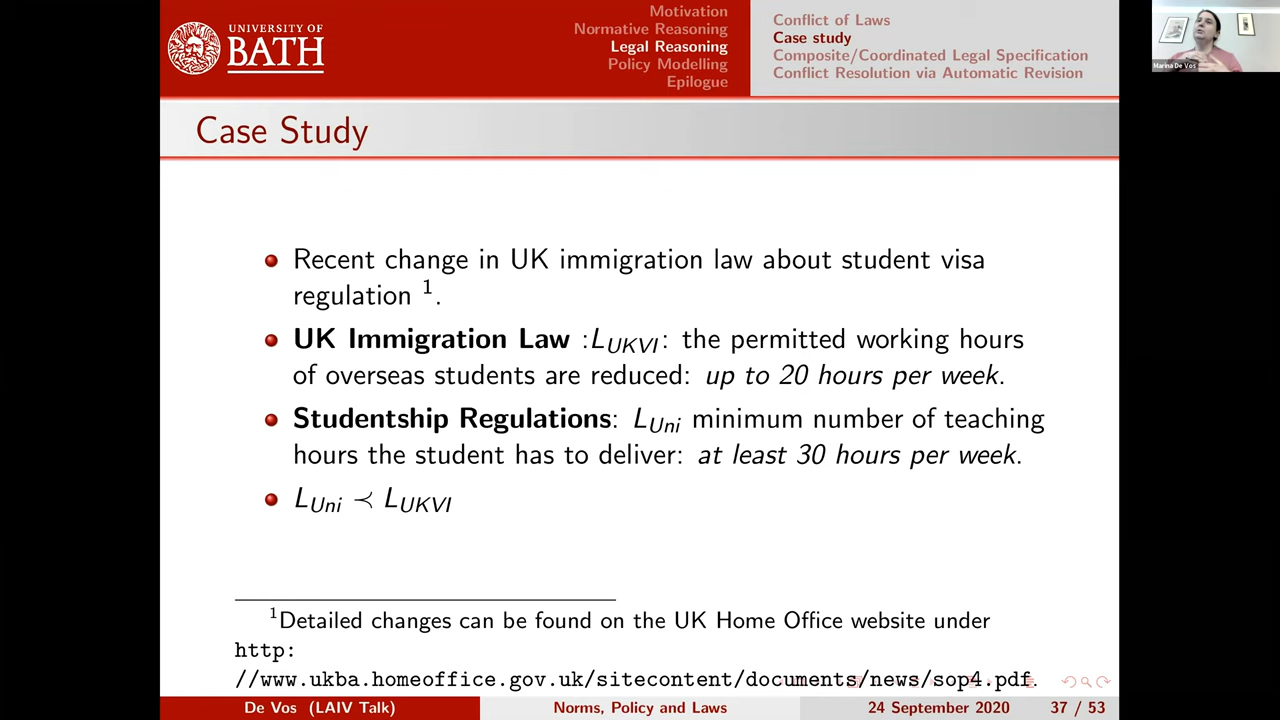 UNIVERSITY OF
BATH
Motivation
Normative Reasoning
Legal Reasoning
Policy Modelling
Epilogue
Conflict of Laws
Case study
Composite/Coordinated Legal Specification
Conflict Resolution via Automatic Revision
Marina De Vos
Case Study
Recent change in UK immigration law about student visa
regulation 1.
UK Immigration Law :LUKVI: the permitted working hours
of overseas students are reduced: up to 20 hours per week.
Studentship Regulations: LUni minimum number of teaching
hours the student has to deliver: at least 30 hours per week.
LUni ≺ LUKVI
1Detailed changes can be found on the UK Home Office website under
http:
//www.ukba.homeoffice.gov.uk/sitecontent/documents/news/sop4.pdf.
De Vos (LAIV Talk)
Norms, Policy and Laws
24 September 2020
37 / 53